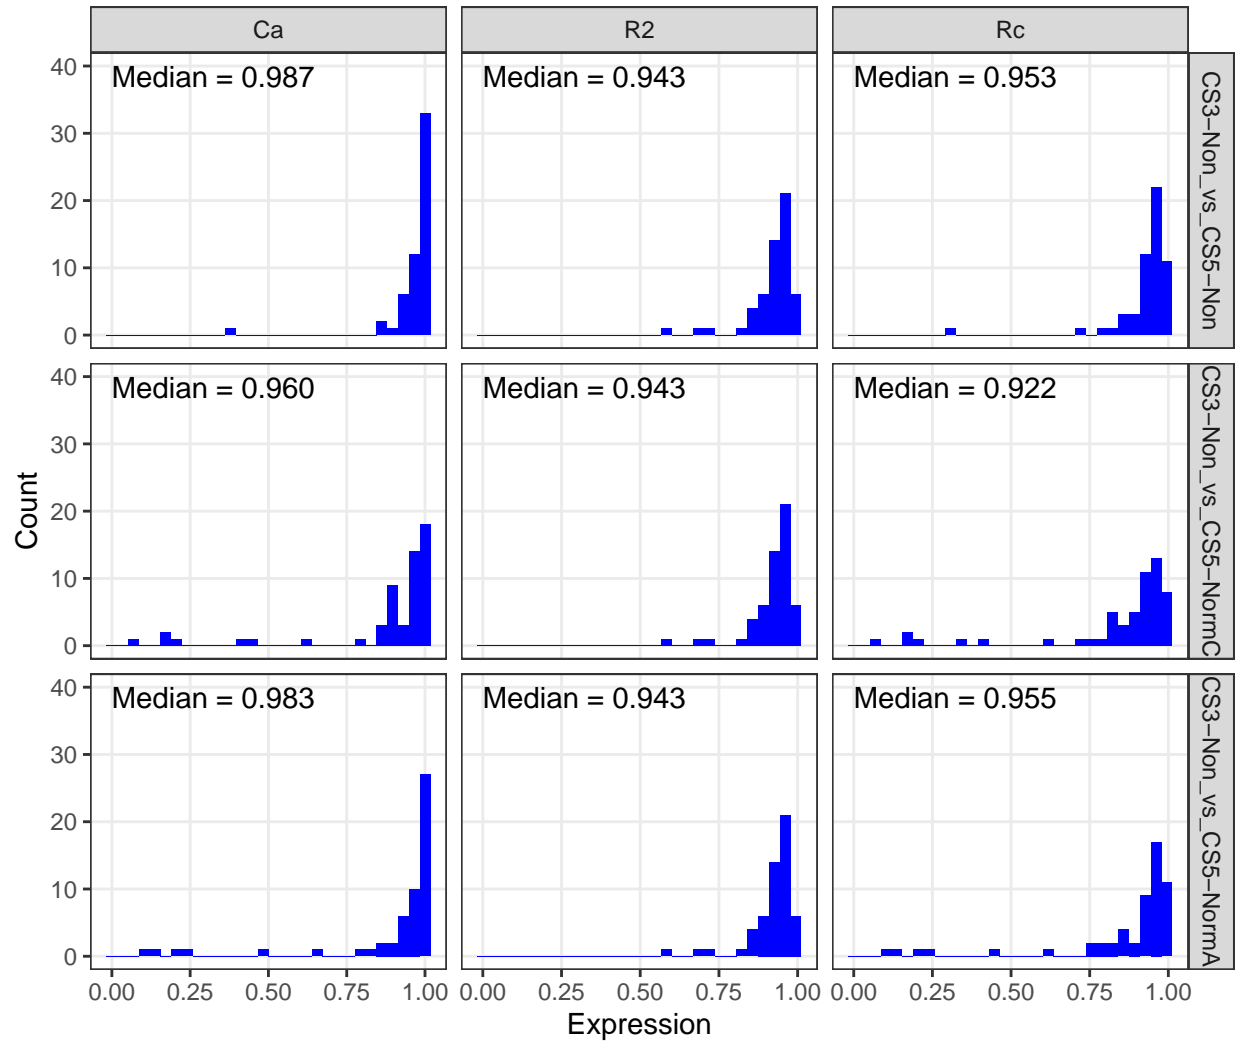 Ca R2 Rc
40 Median = 0.987 Median = 0.943 Median = 0.953
30
20
10
0
CS3−Non_vs_CS5−Non
40 Median = 0.960 Median = 0.943 Median = 0.922
30
20
10
0
CS3−Non_vs_CS5−NormC
40 Median = 0.983 Median = 0.943 Median = 0.955
30
20
10
0
CS3−Non_vs_CS5−NormA
Count
0.00 0.25 0.50 0.75 1.00 0.00 0.25 0.50 0.75 1.00 0.00 0.25 0.50 0.75 1.00
Expression